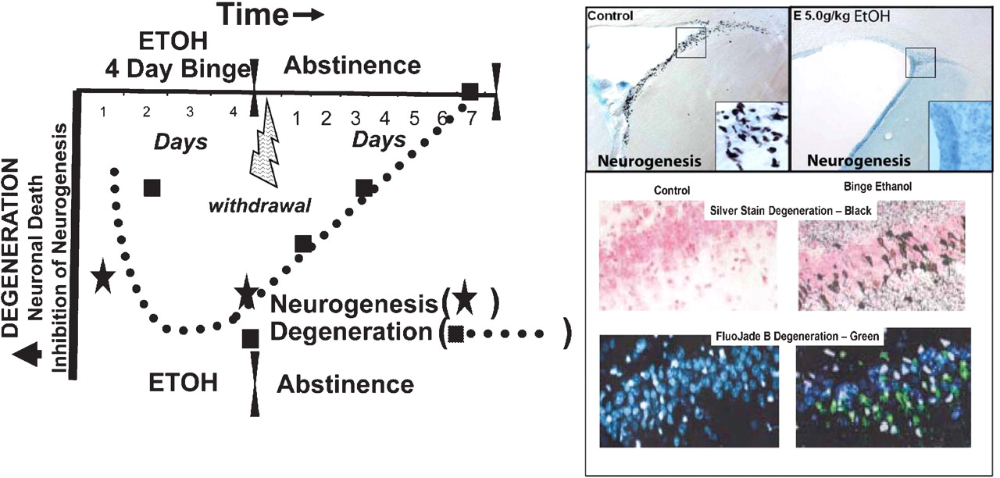 Time
ETOH
4 Day Binge
Abstinence
1 2 3 4
1 2 3 4 5 6 7
Days
Days
withdrawal
DEGENERATION
Neuronal Death
Inhibition of Neurogenesis
Neurogenesis ( )
Degeneration ( )
ETOH
Abstinence
Control
E 5.0g/kg EtOH
Neurogenesis
Neurogenesis
Control
Binge Ethanol
Silver Stain Degeneration – Black
FluoJade B Degeneration – Green